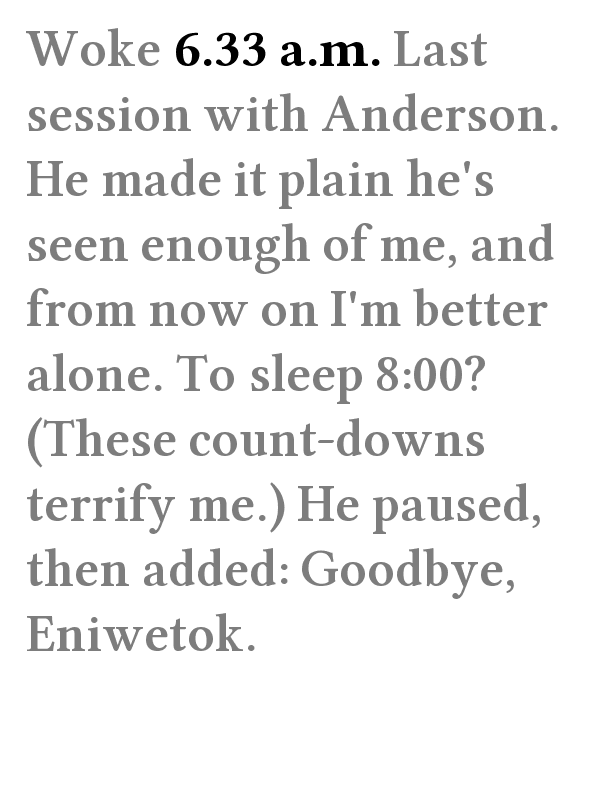 Woke 6.33 a.m. Last
session with Anderson.
He made it plain he's
seen enough of me, and
from now on I'm better
alone. To sleep 8:00?
(These count-downs
terrify me.) He paused,
then added: Goodbye,
Eniwetok.